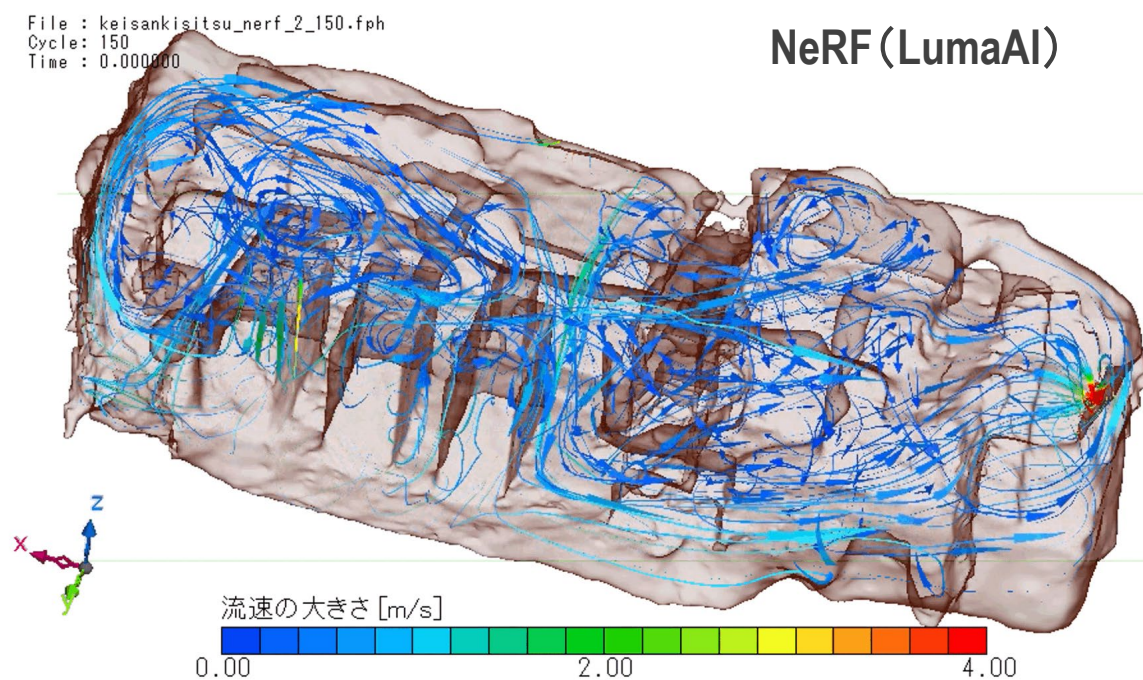 File : keisankisitu_nerf_2_150.fph
Cycle: 150
Time : 0.000000
NeRF（LumaAI）
z
x
y
流速の大きさ [m/s]
0.00 2.00 4.00